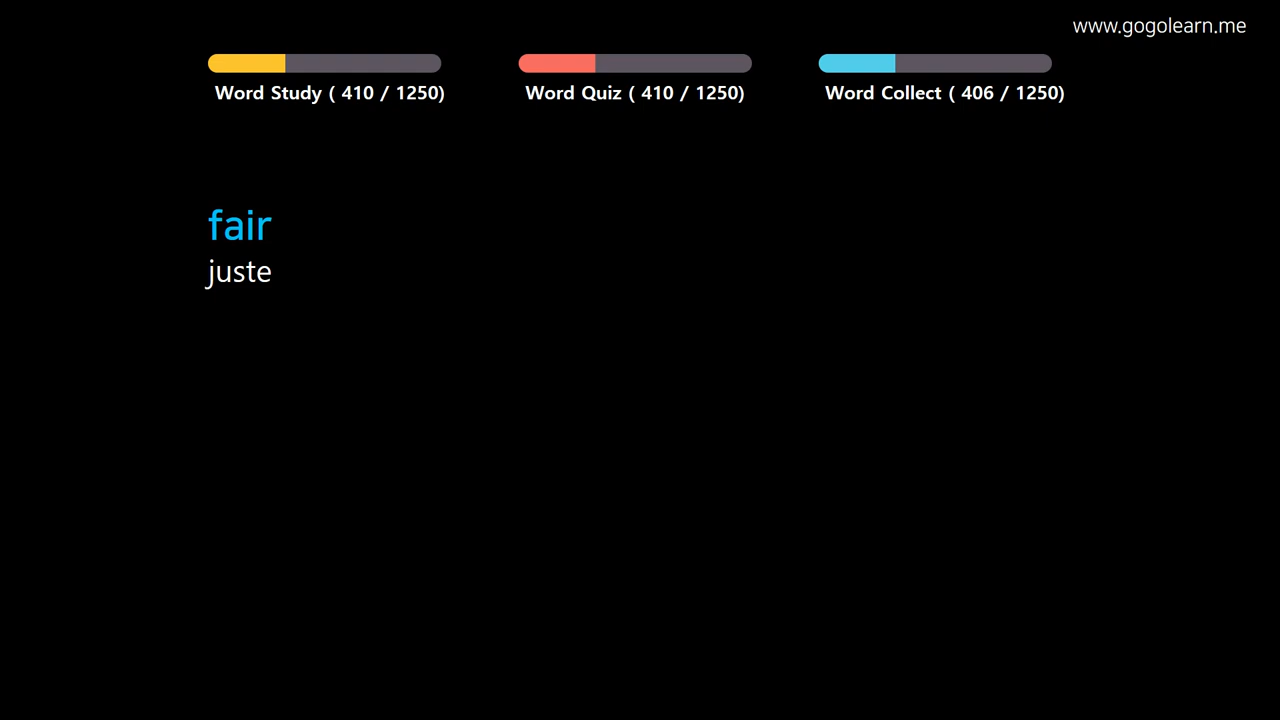 www.gogolearn.me
Word Study ( 410 / 1250)
Word Quiz ( 410 / 1250)
Word Collect ( 406 / 1250)
fair
juste